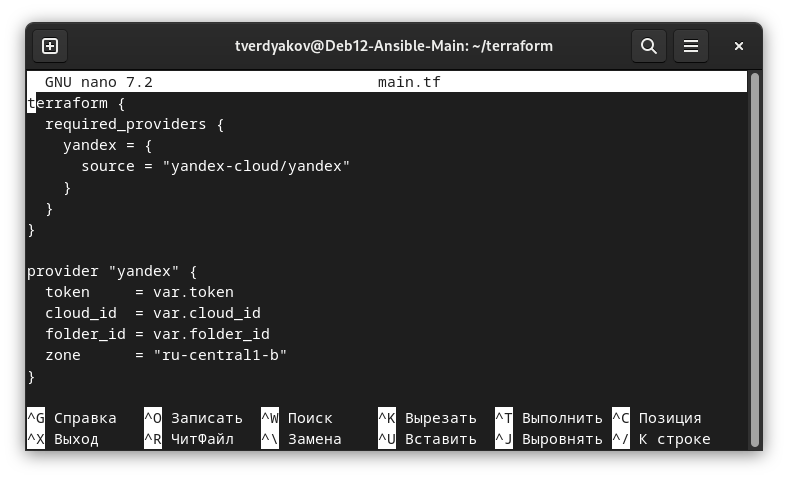 tverdyakov@Deb12-Ansible-Main: ~/terraform
GNU nano 7.2 main.tf
terraform {
  required_providers {
    yandex = {
      source = "yandex-cloud/yandex"
    }
  }
}

provider "yandex" {
  token     = var.token
  cloud_id  = var.cloud_id
  folder_id = var.folder_id
  zone      = "ru-central1-b"
}
^G Справка ^O Записать ^W Поиск ^K Вырезать ^T Выполнить ^C Позиция
^X Выход ^R ЧитФайл ^\ Замена ^U Вставить ^J Выровнять ^/ К строке